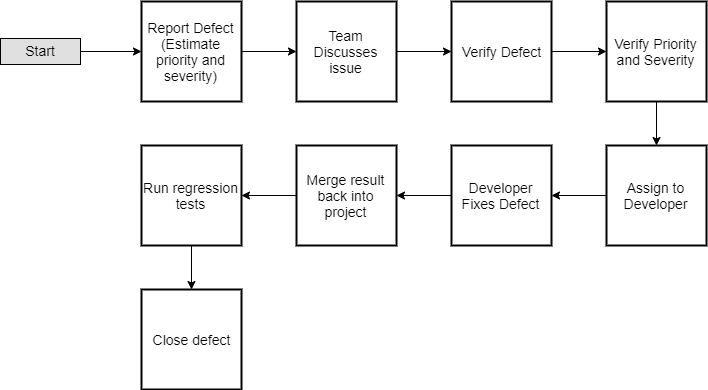 Start
Report Defect
(Estimate
priority and
severity)
Team
Discusses
issue
Verify Defect
Verify Priority
and Severity
Assign to
Developer
Developer
Fixes Defect
Merge result
back into
project
Run regression
tests
Close defect